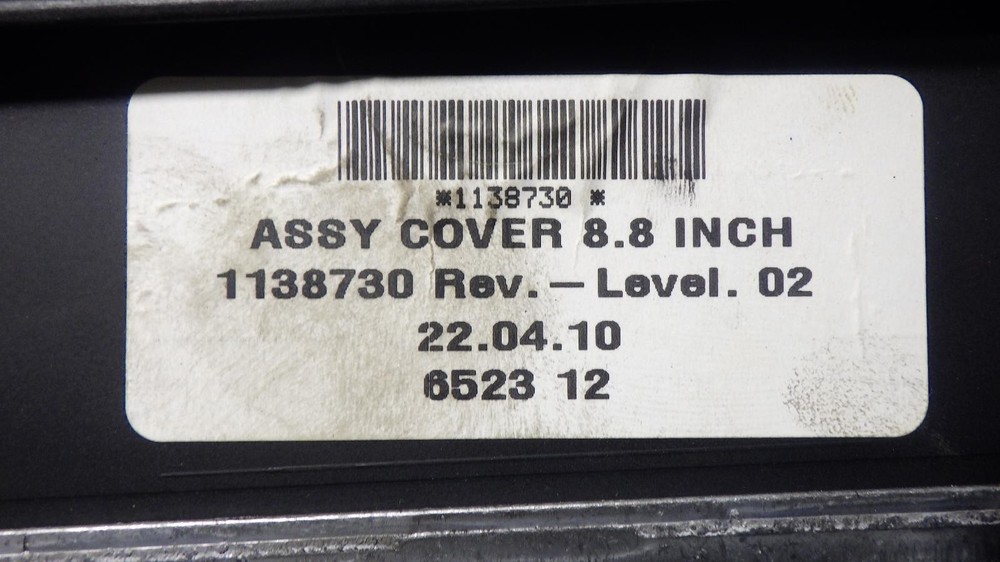 *1138730 *
ASSY COVER 8.8 INCH
1138730 Rev. — Level. 02
22.04.10
6523 12